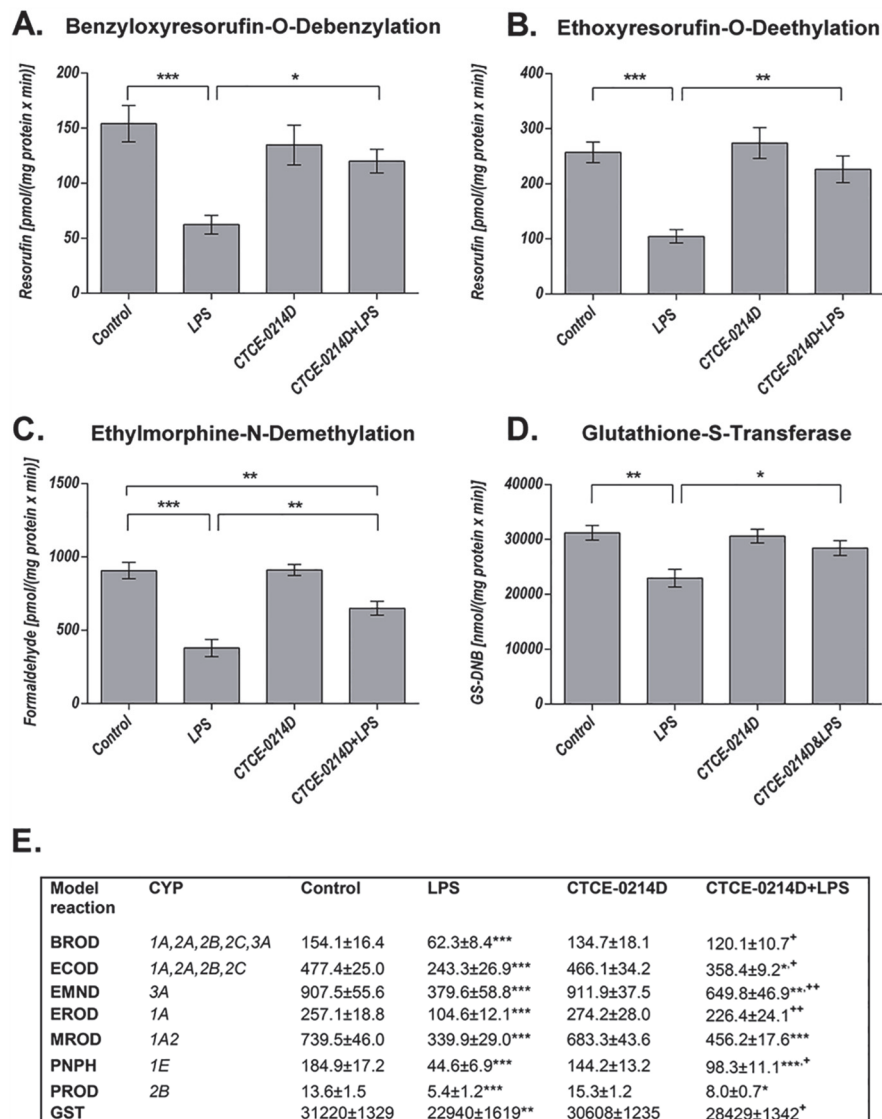 A. Benzyloxyresorufin-O-Debenzylation
Resorufin [pmol/(mg protein x min)]
200
150
100
50
0
*** *
Control LPS CTCE-0214D CTCE-0214D+LPS
B. Ethoxyresorufin-O-Deethylation
Resorufin [pmol/(mg protein x min)]
400
300
200
100
0
*** **
Control LPS CTCE-0214D CTCE-0214D+LPS
C. Ethylmorphine-N-Demethylation
Formaldehyde [pmol/(mg protein x min)]
1500
1000
500
0
**
*** **
Control LPS CTCE-0214D CTCE-0214D+LPS
D. Glutathione-S-Transferase
GS-DNB [nmol/(mg protein x min)]
40000
30000
20000
10000
0
** *
Control LPS CTCE-0214D CTCE-0214D&LPS
E.
Model CYP Control LPS CTCE-0214D CTCE-0214D+LPS
reaction
BROD 1A,2A,2B,2C,3A 154.1±16.4 62.3±8.4*** 134.7±18.1 120.1±10.7+
ECOD 1A,2A,2B,2C 477.4±25.0 243.3±26.9*** 466.1±34.2 358.4±9.2*,+
EMND 3A 907.5±55.6 379.6±58.8*** 911.9±37.5 649.8±46.9**,++
EROD 1A 257.1±18.8 104.6±12.1*** 274.2±28.0 226.4±24.1++
MROD 1A2 739.5±46.0 339.9±29.0*** 683.3±43.6 456.2±17.6***
PNPH 1E 184.9±17.2 44.6±6.9*** 144.2±13.2 98.3±11.1***,+
PROD 2B 13.6±1.5 5.4±1.2*** 15.3±1.2 8.0±0.7*
GST 31220±1329 22940±1619** 30608±1235 28429±1342+